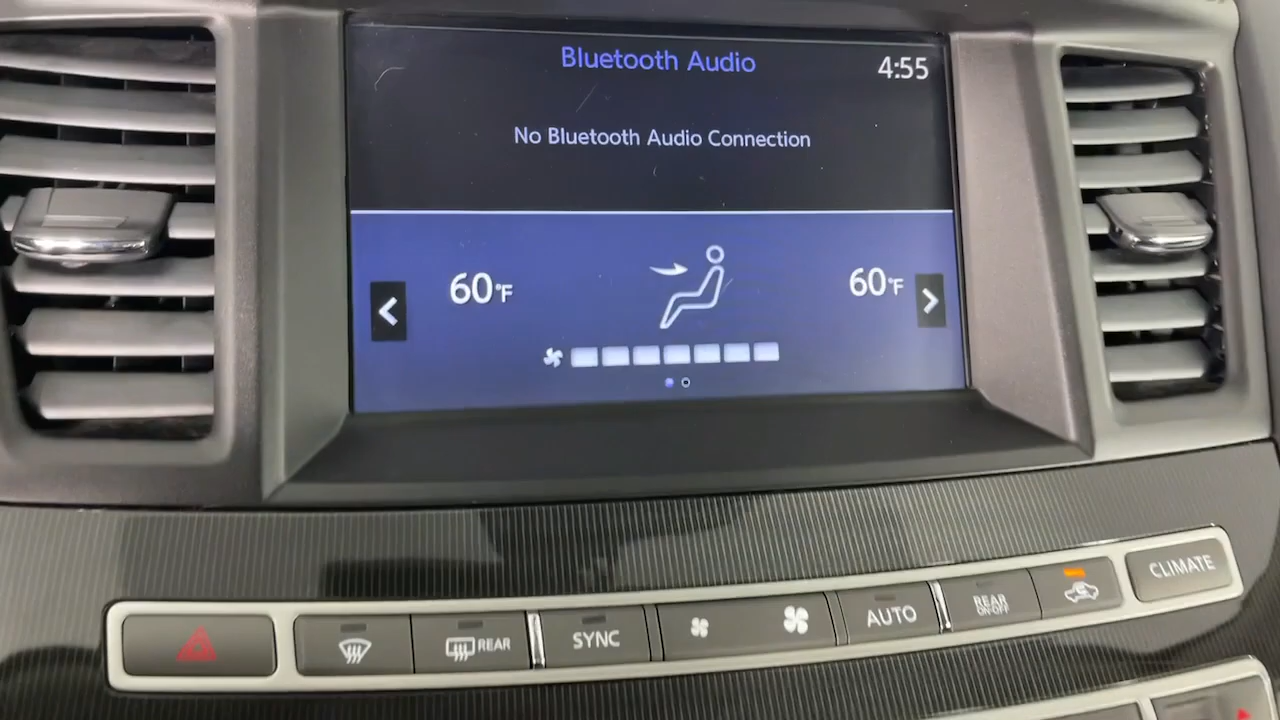 Bluetooth Audio
4:55
No Bluetooth Audio Connection
60°F
60°F
REAR
SYNC
AUTO
REAR
ON·OFF
CLIMATE